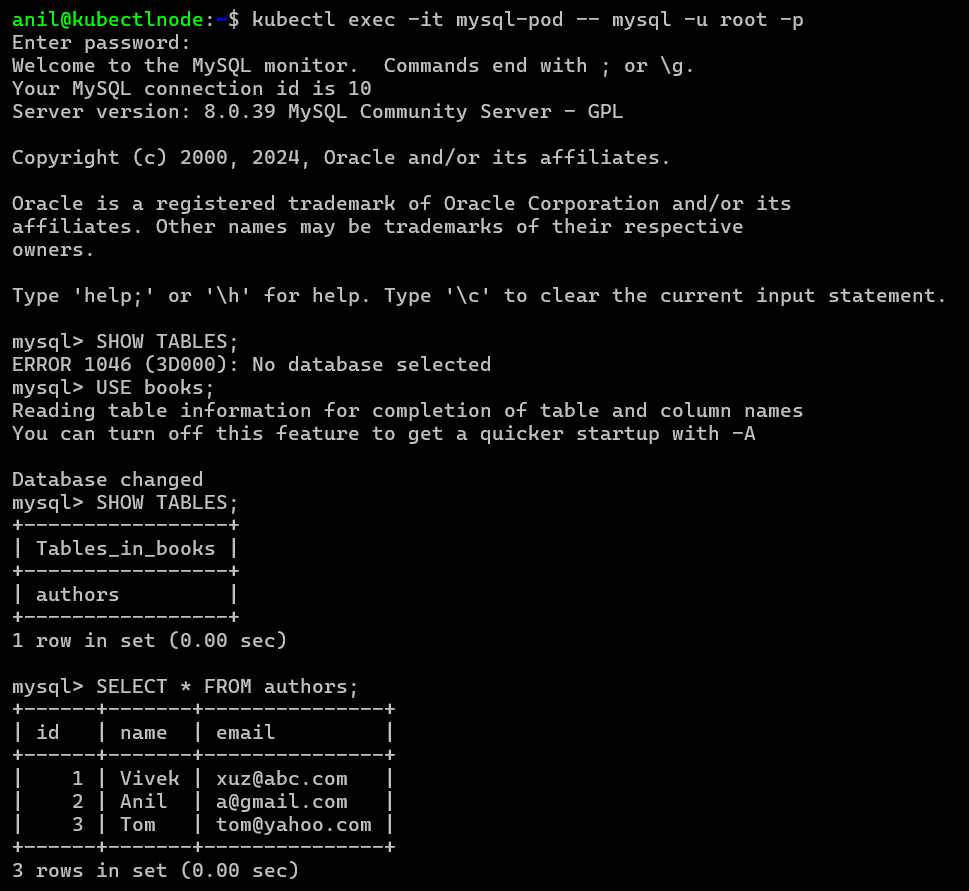 anil@kubectlnode:~$ kubectl exec -it mysql-pod -- mysql -u root -p
Enter password:
Welcome to the MySQL monitor.  Commands end with ; or \g.
Your MySQL connection id is 10
Server version: 8.0.39 MySQL Community Server - GPL

Copyright (c) 2000, 2024, Oracle and/or its affiliates.

Oracle is a registered trademark of Oracle Corporation and/or its
affiliates. Other names may be trademarks of their respective
owners.

Type 'help;' or '\h' for help. Type '\c' to clear the current input statement.

mysql> SHOW TABLES;
ERROR 1046 (3D000): No database selected
mysql> USE books;
Reading table information for completion of table and column names
You can turn off this feature to get a quicker startup with -A

Database changed
mysql> SHOW TABLES;
+-----------------+
| Tables_in_books |
+-----------------+
| authors         |
+-----------------+
1 row in set (0.00 sec)

mysql> SELECT * FROM authors;
+------+-------+---------------+
| id   | name  | email         |
+------+-------+---------------+
|    1 | Vivek | xuz@abc.com   |
|    2 | Anil  | a@gmail.com   |
|    3 | Tom   | tom@yahoo.com |
+------+-------+---------------+
3 rows in set (0.00 sec)